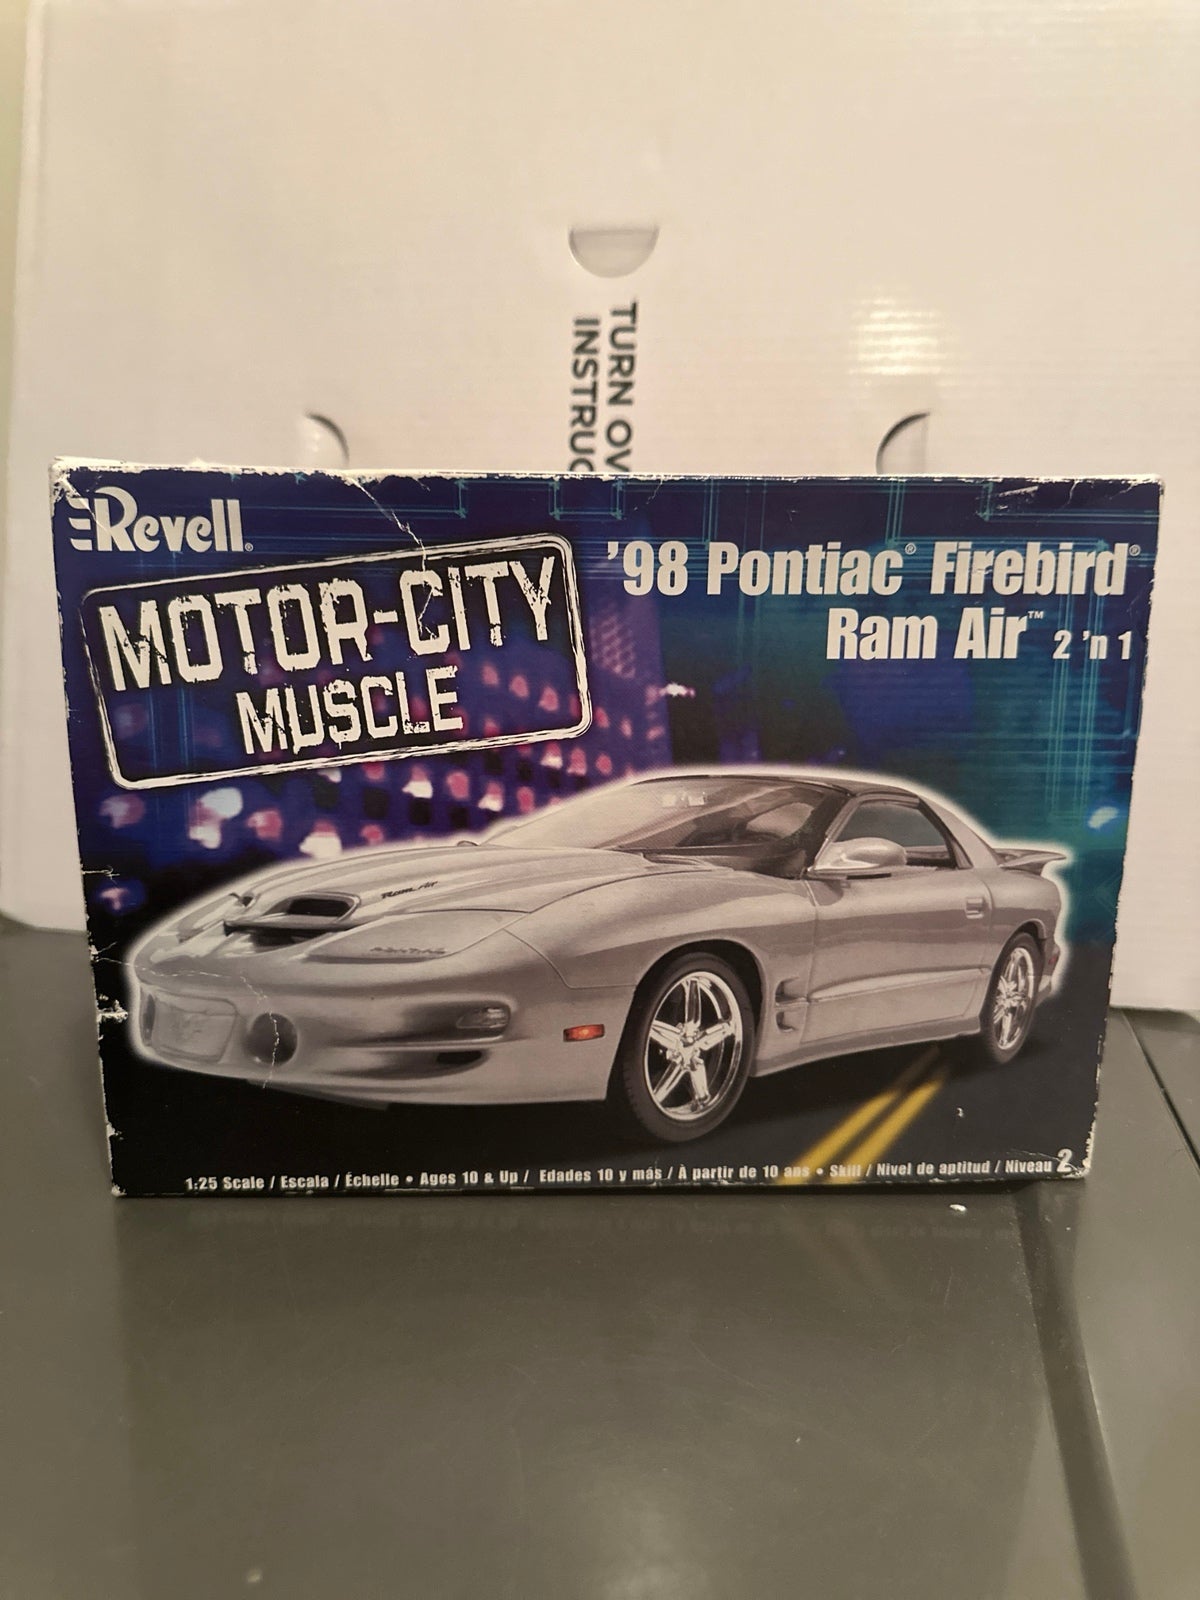 TURN OV
INSTRUC
Revell®
MOTOR-CITY
MUSCLE
'98 Pontiac® Firebird®
Ram Air™ 2 'n 1
Ram Air
1:25 Scale / Escala / Échelle • Ages 10 & Up / Edades 10 y más / À partir de 10 ans • Skill / Nivel de aptitud / Niveau 2